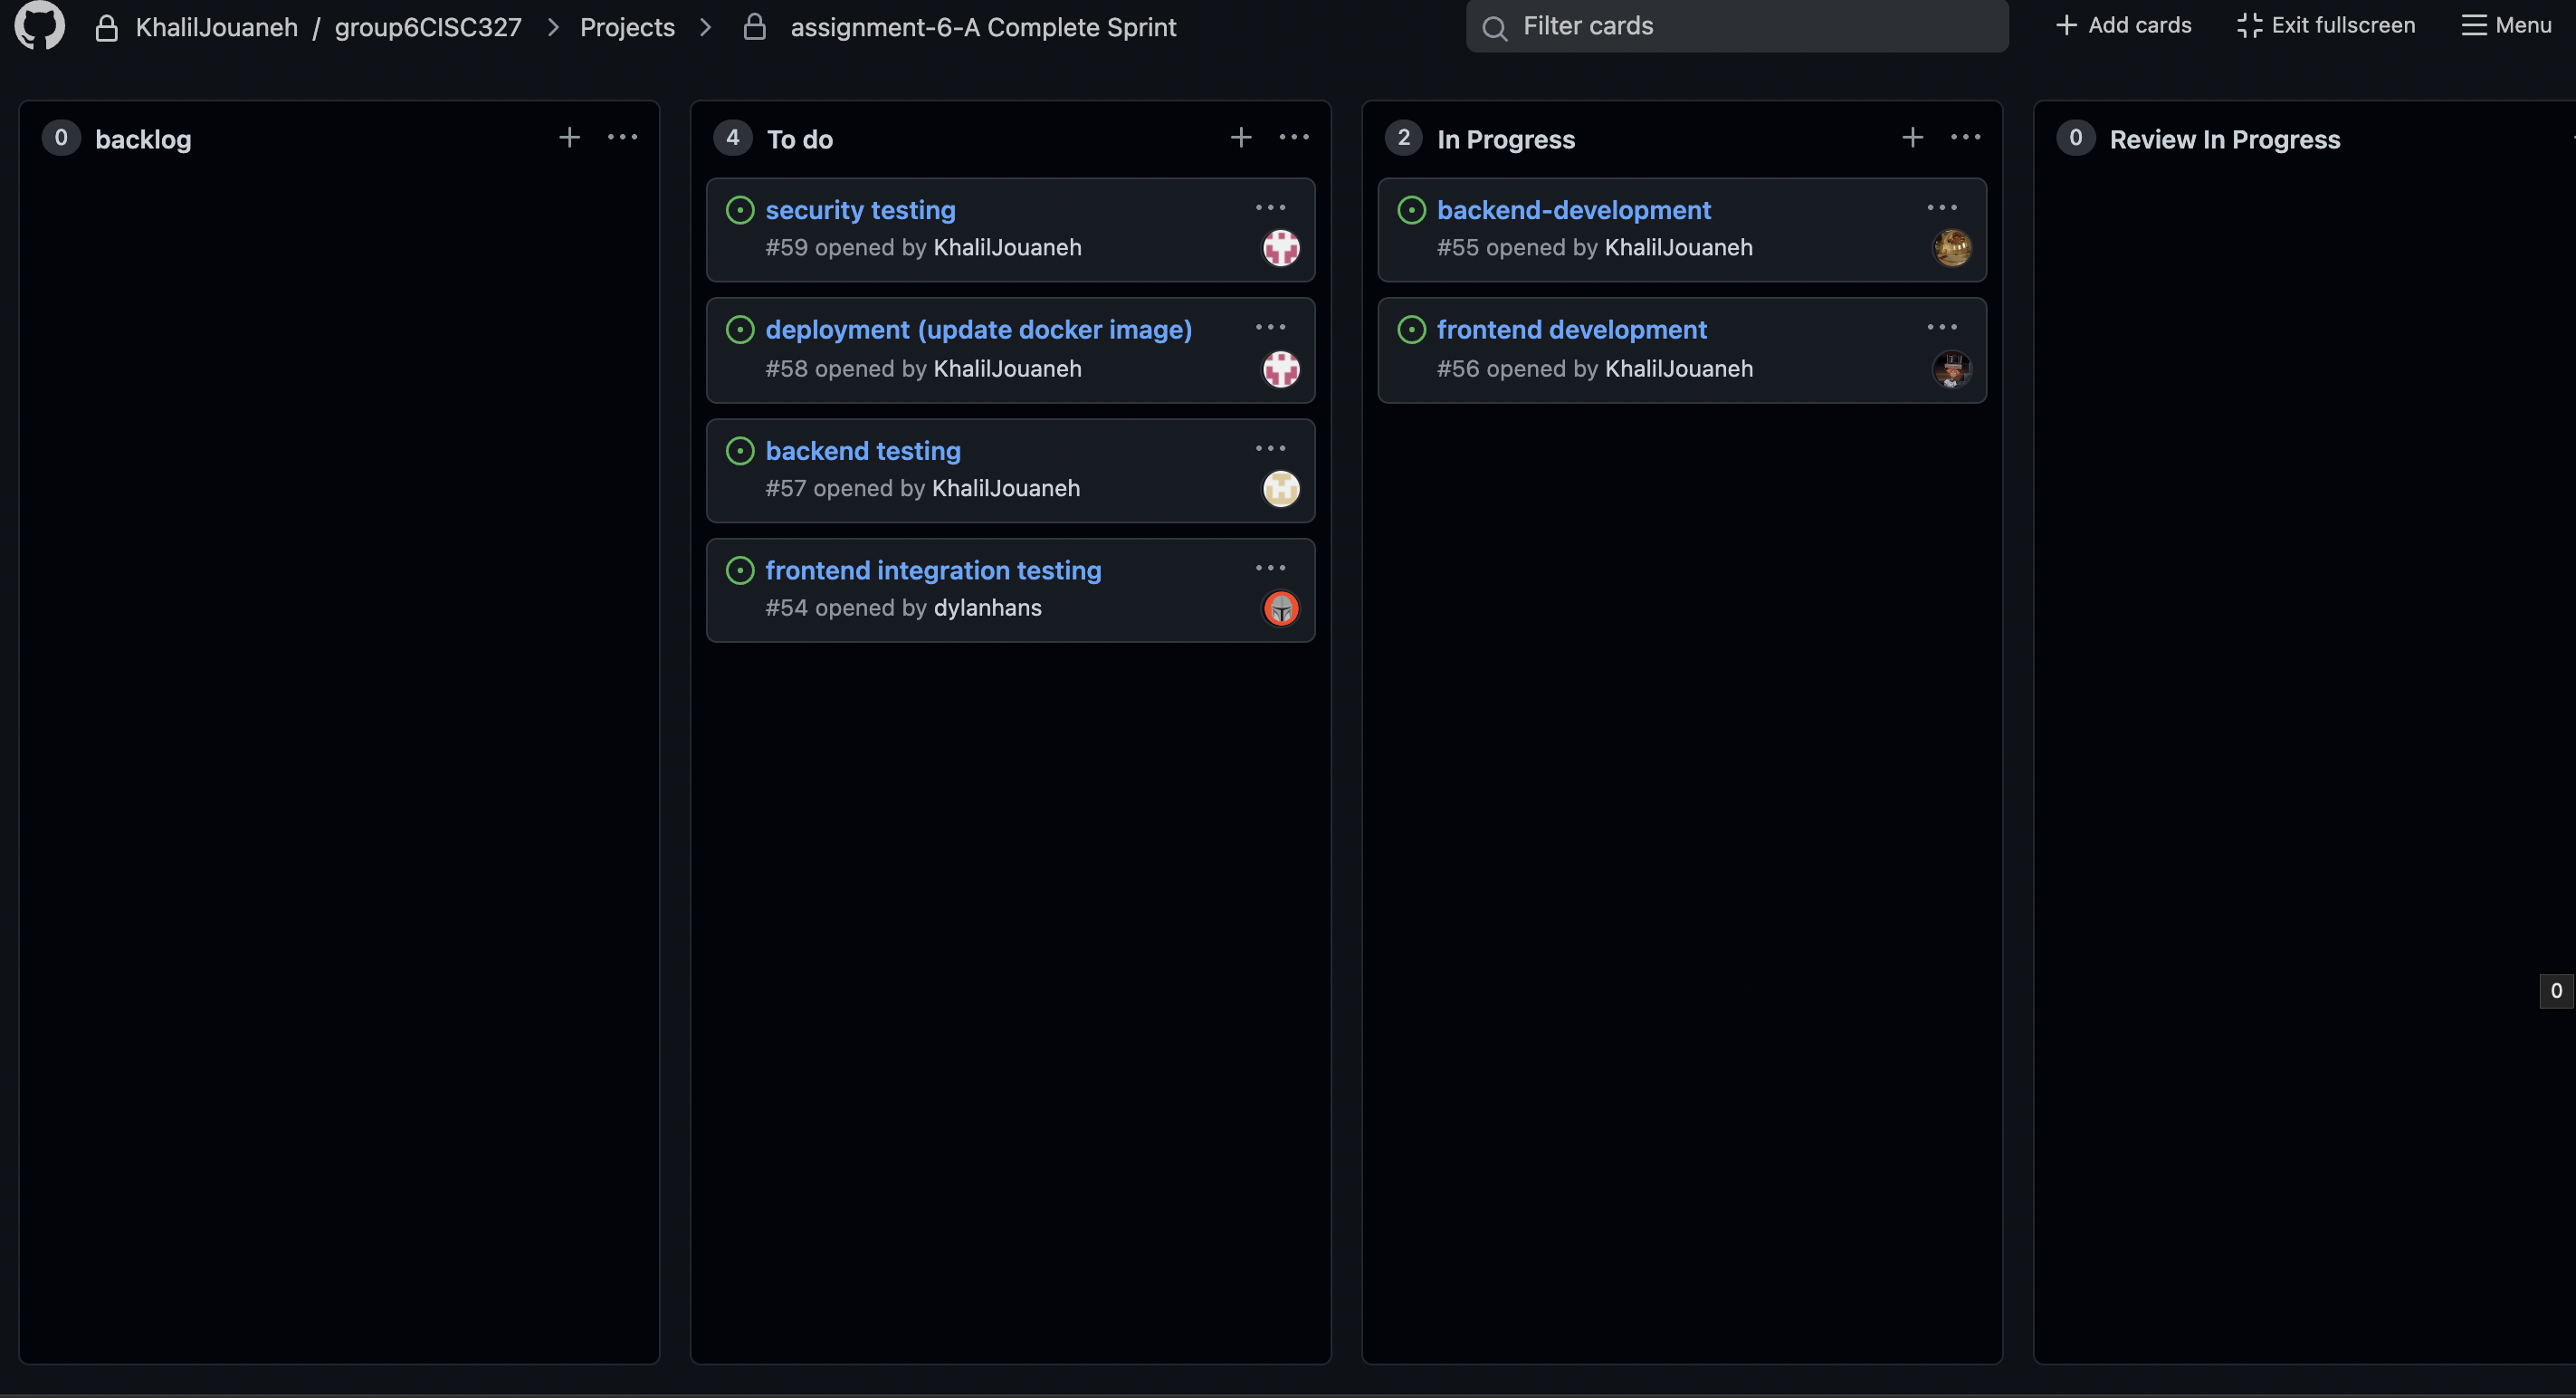 KhalilJouaneh / group6CISC327 > Projects > assignment-6-A Complete Sprint
Filter cards
Add cards
Exit fullscreen
Menu
0 backlog
4 To do
security testing
#59 opened by KhalilJouaneh
deployment (update docker image)
#58 opened by KhalilJouaneh
backend testing
#57 opened by KhalilJouaneh
frontend integration testing
#54 opened by dylanhans
2 In Progress
backend-development
#55 opened by KhalilJouaneh
frontend development
#56 opened by KhalilJouaneh
0 Review In Progress
0